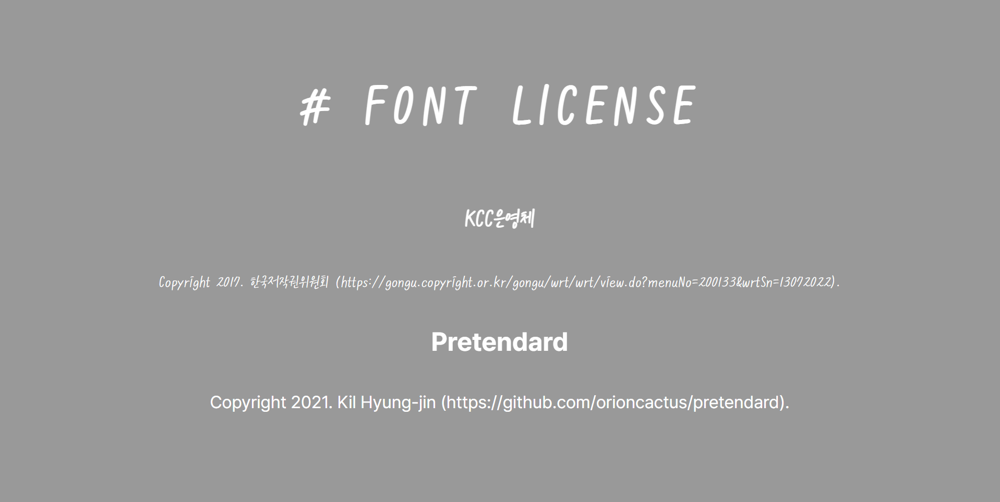 # FONT LICENSE
KCC은영체
Copyright 2017. 한국저작권위원회 (https://gongu.copyright.or.kr/gongu/wrt/wrt/view.do?menuNo=200133&wrtSn=13072022).
Pretendard
Copyright 2021. Kil Hyung-jin (https://github.com/orioncactus/pretendard).